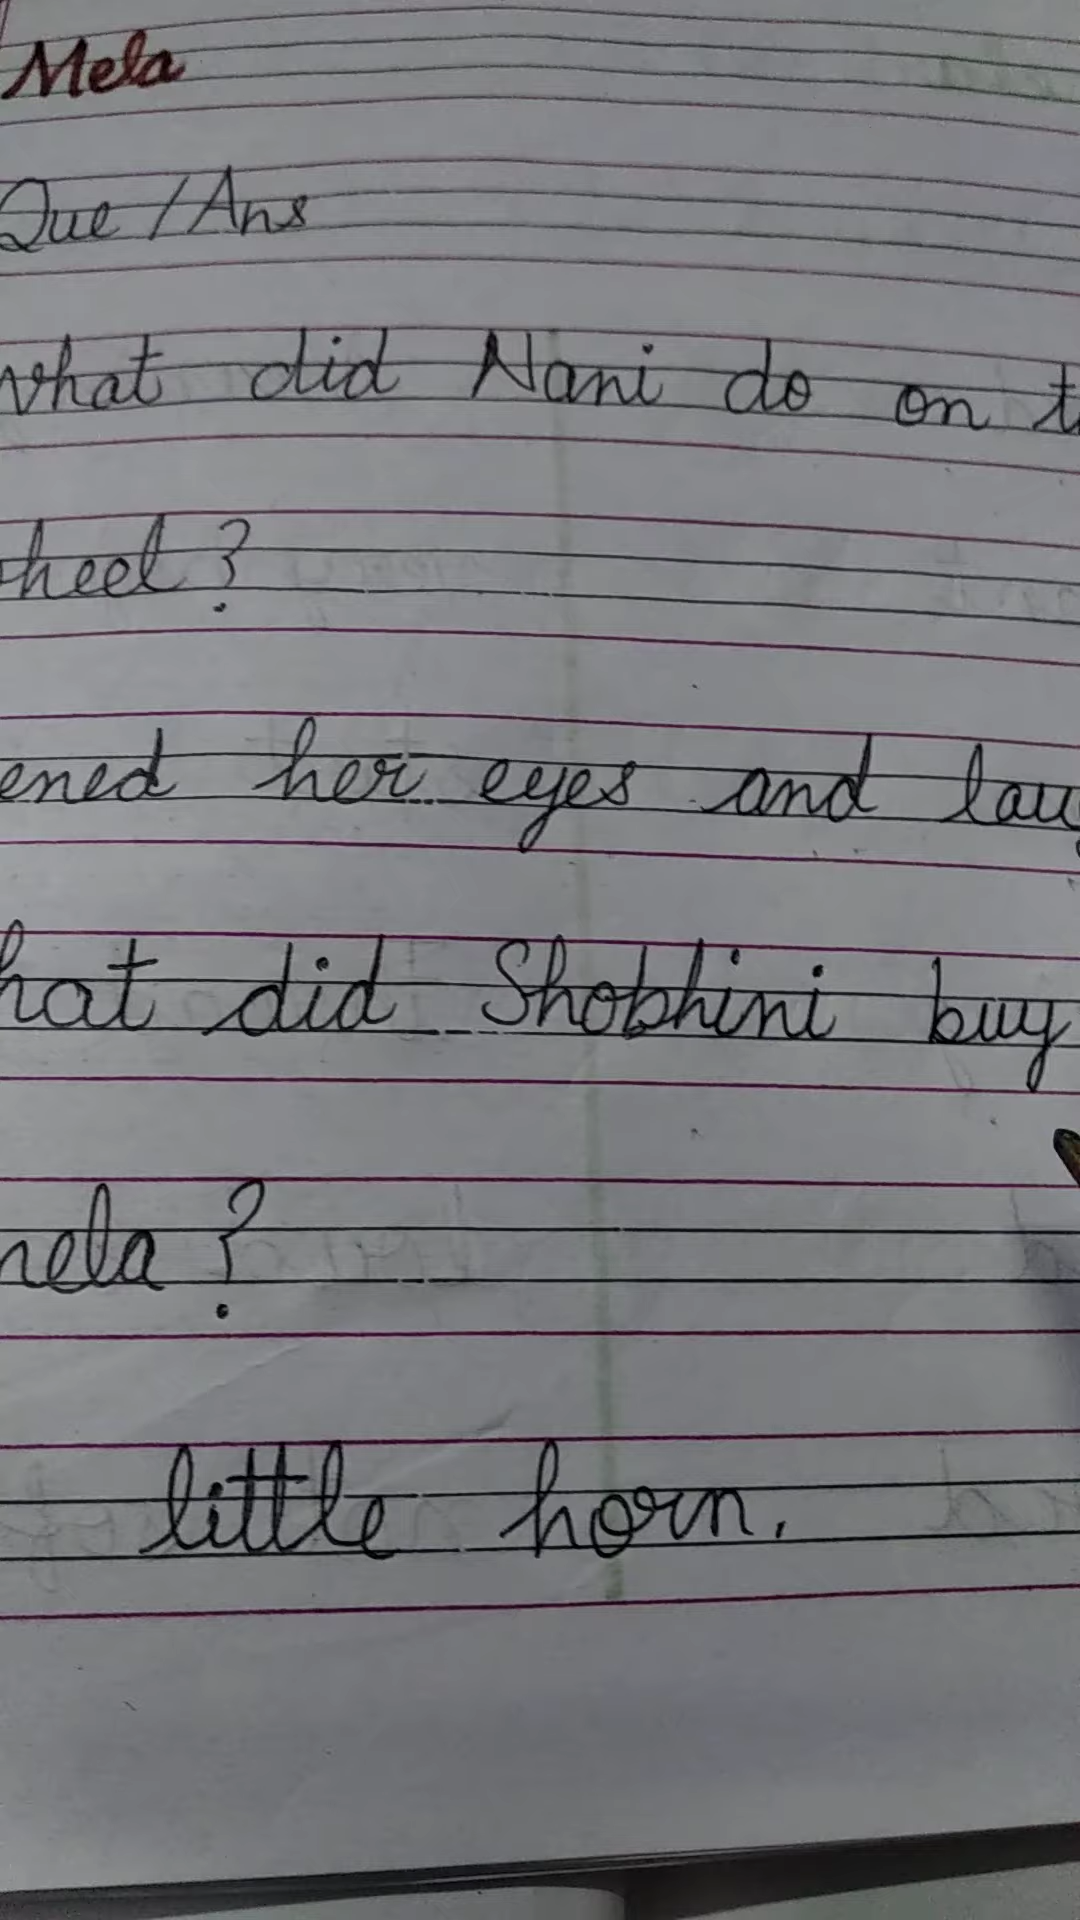 Mela
Que/Ans
what did Nani do on t
heel?
ened her eyes and lau
hat did Shobhini buy
ela?
little horn.